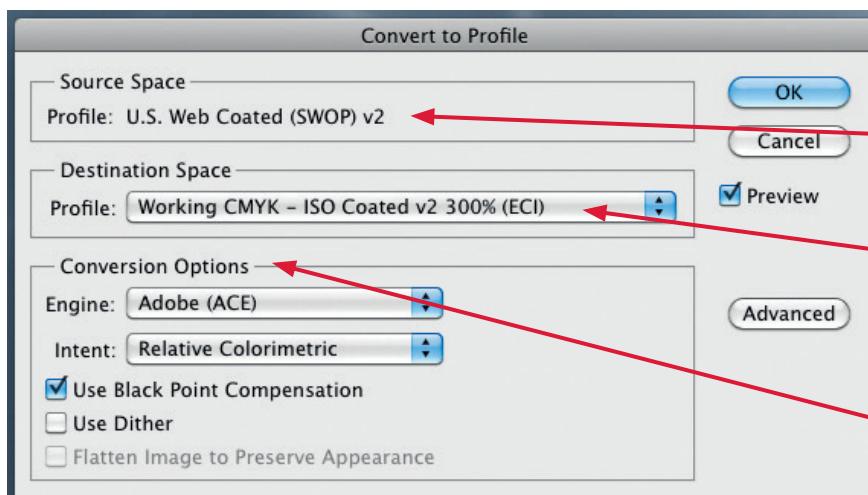 Convert to Profile
Source Space
Profile: U.S. Web Coated (SWOP) v2
OK
Cancel
Destination Space
Profile: Working CMYK – ISO Coated v2 300% (ECI)
Preview
Conversion Options
Engine: Adobe (ACE)
Advanced
Intent: Relative Colorimetric
Use Black Point Compensation
Use Dither
Flatten Image to Preserve Appearance